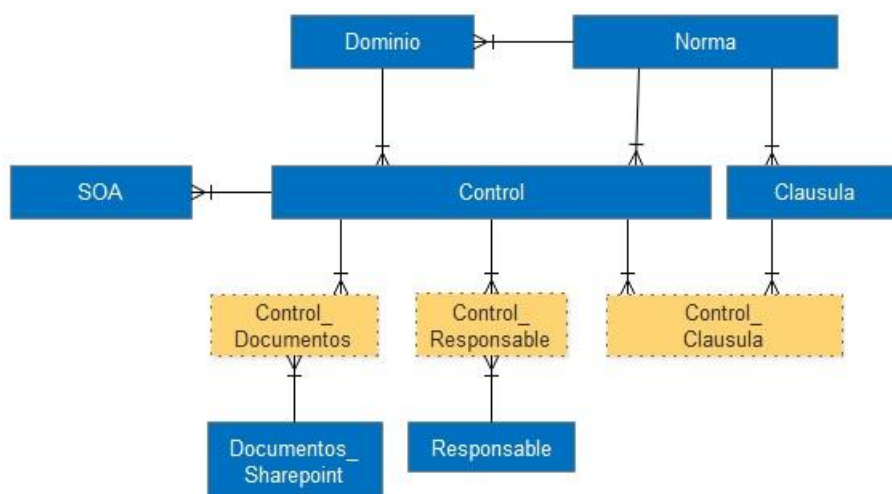 Dominio
Norma
SOA
Control
Clausula
Control_
Documentos
Control_
Responsable
Control_
Clausula
Documentos_
Sharepoint
Responsable